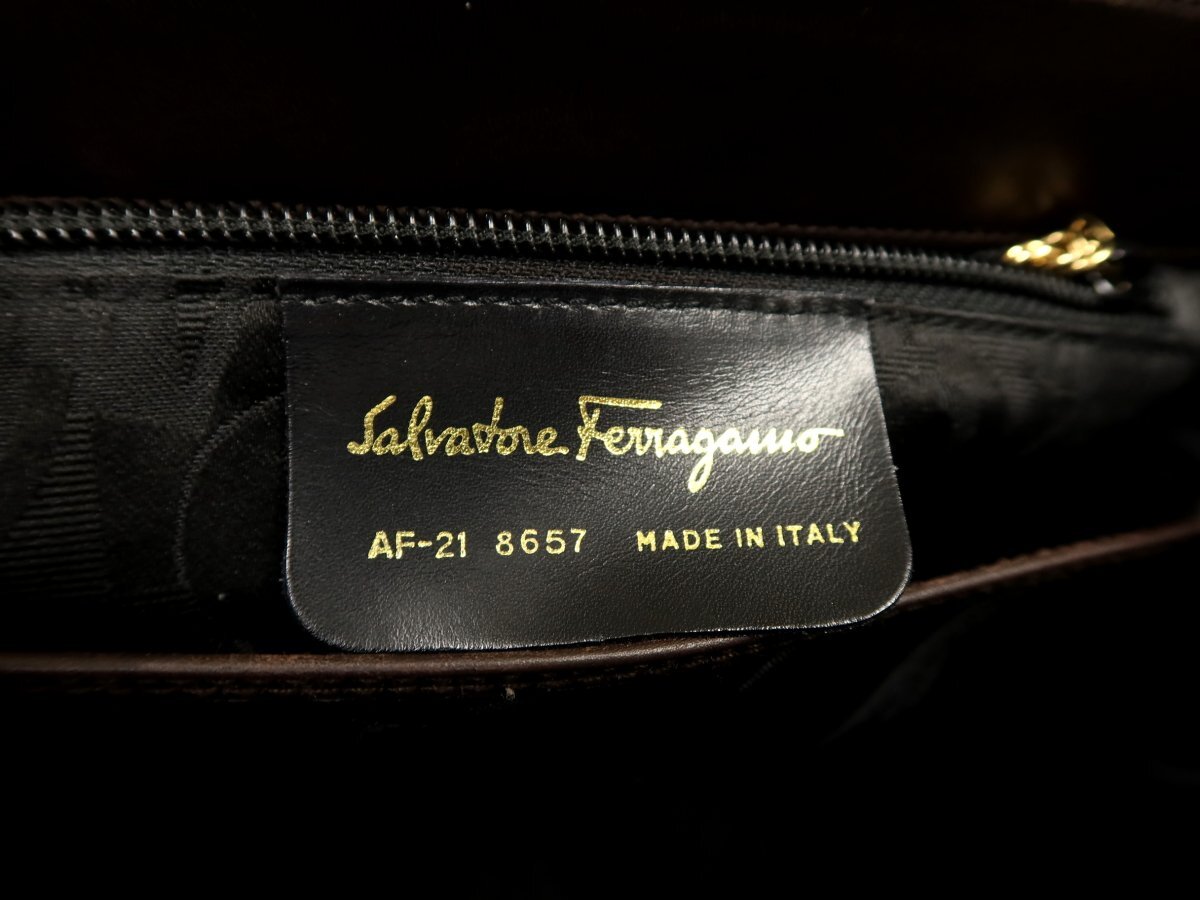 Salvatore Ferragamo
AF-21 8657 MADE IN ITALY